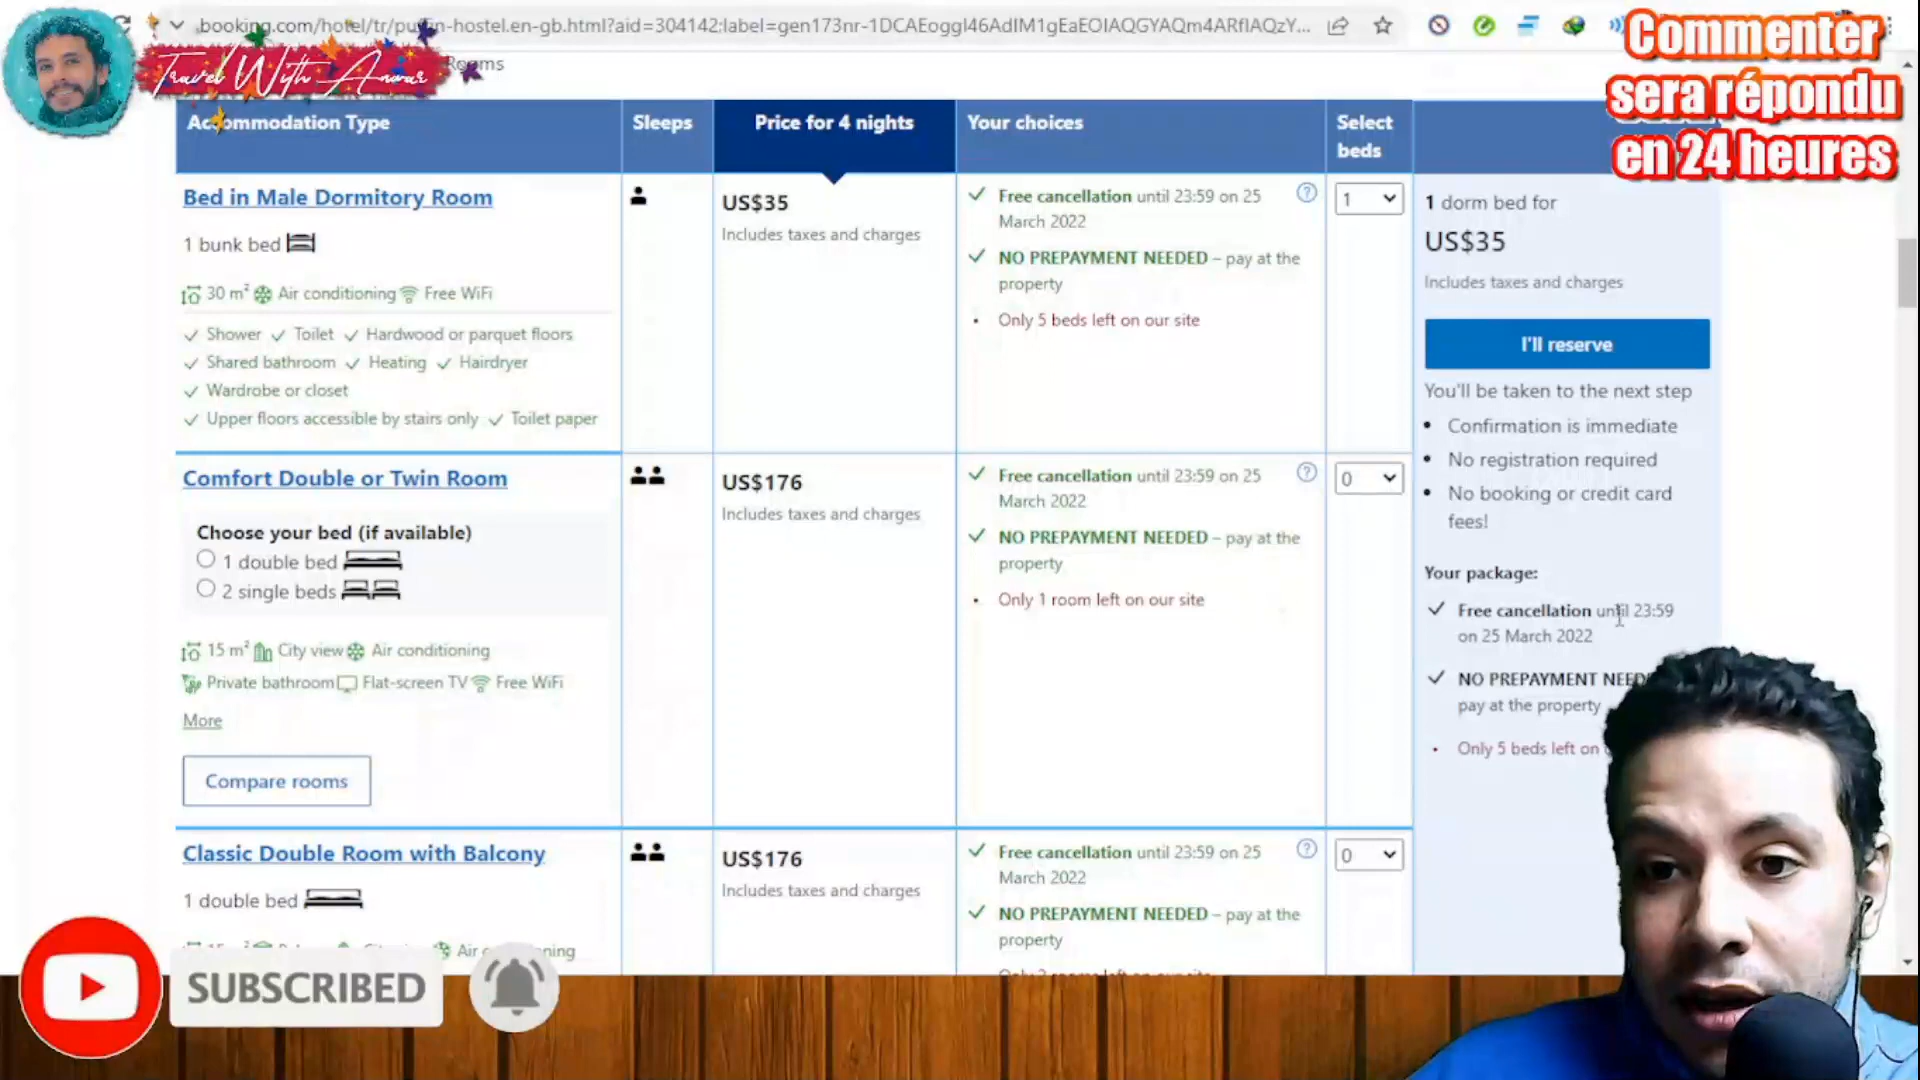 booking.com/hotel/tr/puffin-hostel.en-gb.html?aid=304142;label=gen173nr-1DCAEoggI46AdIM1gEaEOIAQGYAQm4ARfIAQzY...
Travel With Anwar
Rooms
Commenter
sera répondu
en 24 heures
Accommodation Type
Sleeps
Price for 4 nights
Your choices
Select
beds
Bed in Male Dormitory Room
1 bunk bed
30 m² Air conditioning Free WiFi
Shower Toilet Hardwood or parquet floors
Shared bathroom Heating Hairdryer
Wardrobe or closet
Upper floors accessible by stairs only Toilet paper
US$35
Includes taxes and charges
Free cancellation until 23:59 on 25
March 2022
NO PREPAYMENT NEEDED – pay at the
property
Only 5 beds left on our site
1
1 dorm bed for
US$35
Includes taxes and charges
I'll reserve
You'll be taken to the next step
Confirmation is immediate
No registration required
No booking or credit card
fees!
Your package:
Free cancellation until 23:59
on 25 March 2022
NO PREPAYMENT
pay at the property
Only 5 beds left on
Comfort Double or Twin Room
Choose your bed (if available)
1 double bed
2 single beds
15 m² City view Air conditioning
Private bathroom Flat-screen TV Free WiFi
More
Compare rooms
US$176
Includes taxes and charges
Free cancellation until 23:59 on 25
March 2022
NO PREPAYMENT NEEDED – pay at the
property
Only 1 room left on our site
0
Classic Double Room with Balcony
1 double bed
US$176
Includes taxes and charges
Free cancellation until 23:59 on 25
March 2022
NO PREPAYMENT NEEDED – pay at the
property
0
SUBSCRIBED